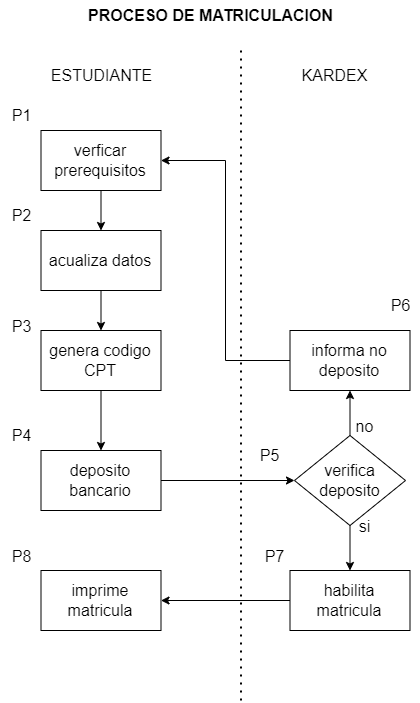 PROCESO DE MATRICULACION
ESTUDIANTE
KARDEX
P1
verficar
prerequisitos
P2
acualiza datos
P3
genera codigo
CPT
P6
informa no
deposito
no
P4
deposito
bancario
P5
verifica
deposito
si
P7
habilita
matricula
P8
imprime
matricula